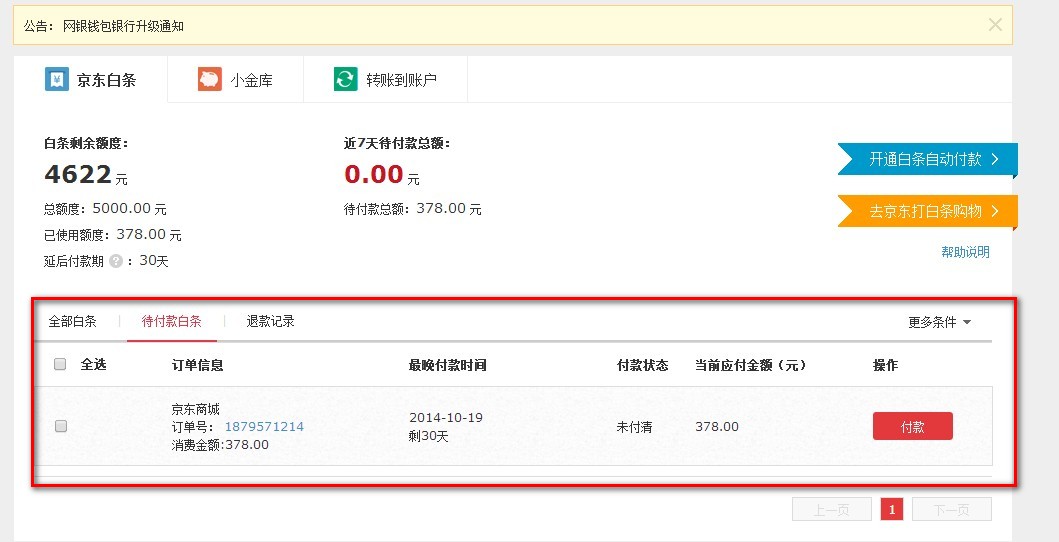 公告： 网银钱包银行升级通知
京东白条 小金库 转账到账户
白条剩余额度： 近7天待付款总额：
4622 元 0.00 元 开通白条自动付款
总额度：5000.00 元 待付款总额：378.00 元 去京东打白条购物
已使用额度：378.00 元
延后付款期 ? ：30天 帮助说明
全部白条 待付款白条 退款记录 更多条件
全选 订单信息 最晚付款时间 付款状态 当前应付金额（元） 操作
京东商城
订单号： 1879571214
消费金额:378.00
2014-10-19
剩30天
未付清 378.00 付款
上一页 1 下一页